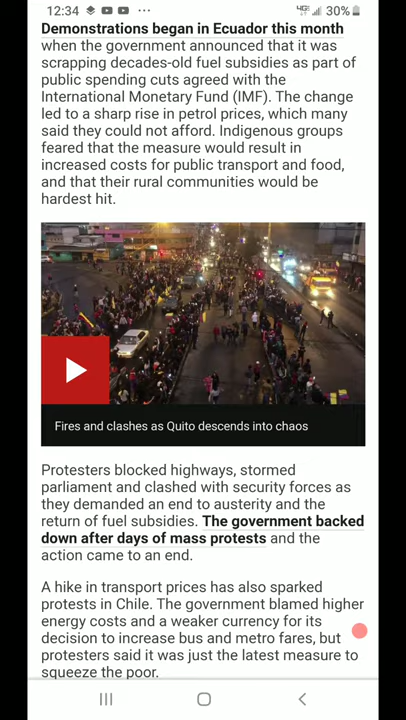 12:34 ... 30%
Demonstrations began in Ecuador this month
when the government announced that it was
scrapping decades-old fuel subsidies as part of
public spending cuts agreed with the
International Monetary Fund (IMF). The change
led to a sharp rise in petrol prices, which many
said they could not afford. Indigenous groups
feared that the measure would result in
increased costs for public transport and food,
and that their rural communities would be
hardest hit.
Fires and clashes as Quito descends into chaos
Protesters blocked highways, stormed
parliament and clashed with security forces as
they demanded an end to austerity and the
return of fuel subsidies. The government backed
down after days of mass protests and the
action came to an end.
A hike in transport prices has also sparked
protests in Chile. The government blamed higher
energy costs and a weaker currency for its
decision to increase bus and metro fares, but
protesters said it was just the latest measure to
squeeze the poor.